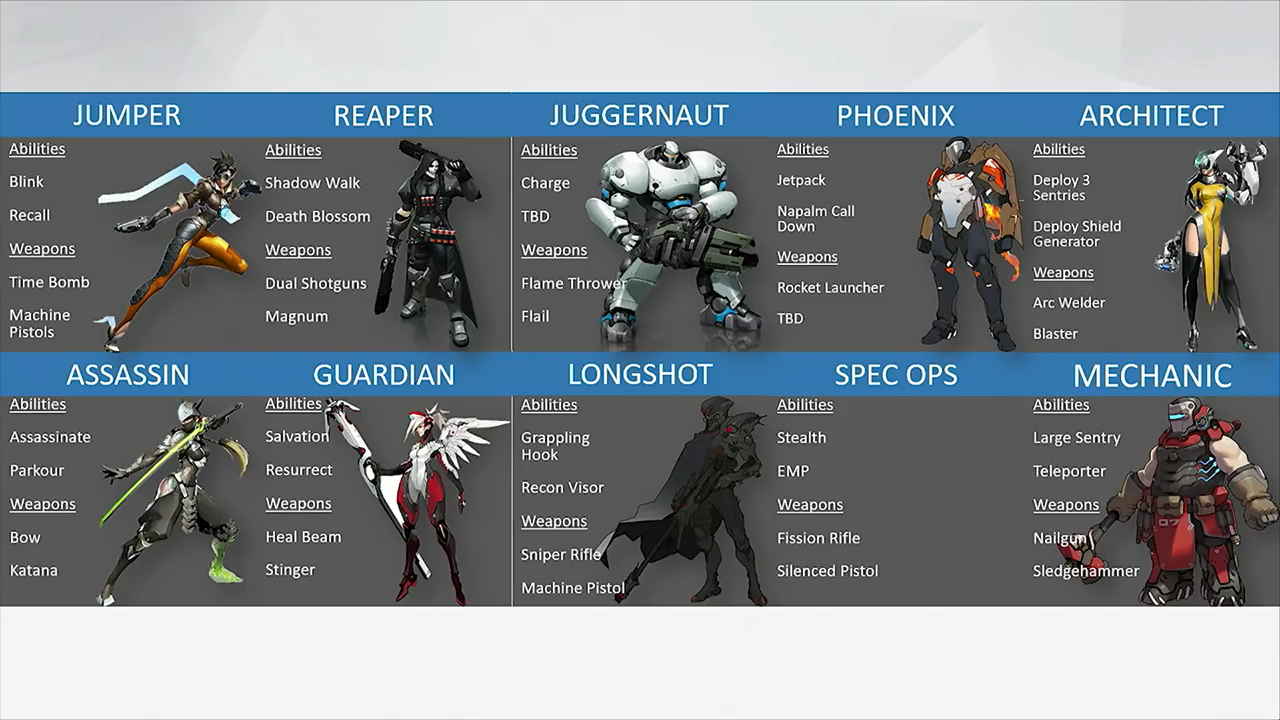 JUMPER
Abilities
Blink
Recall
Weapons
Time Bomb
Machine
Pistols
REAPER
Abilities
Shadow Walk
Death Blossom
Weapons
Dual Shotguns
Magnum
JUGGERNAUT
Abilities
Charge
TBD
Weapons
Flame Thrower
Flail
PHOENIX
Abilities
Jetpack
Napalm Call
Down
Weapons
Rocket Launcher
TBD
ARCHITECT
Abilities
Deploy 3
Sentries
Deploy Shield
Generator
Weapons
Arc Welder
Blaster
ASSASSIN
Abilities
Assassinate
Parkour
Weapons
Bow
Katana
GUARDIAN
Abilities
Salvation
Resurrect
Weapons
Heal Beam
Stinger
LONGSHOT
Abilities
Grappling
Hook
Recon Visor
Weapons
Sniper Rifle
Machine Pistol
SPEC OPS
Abilities
Stealth
EMP
Weapons
Fission Rifle
Silenced Pistol
MECHANIC
Abilities
Large Sentry
Teleporter
Weapons
Nailgun
Sledgehammer
07